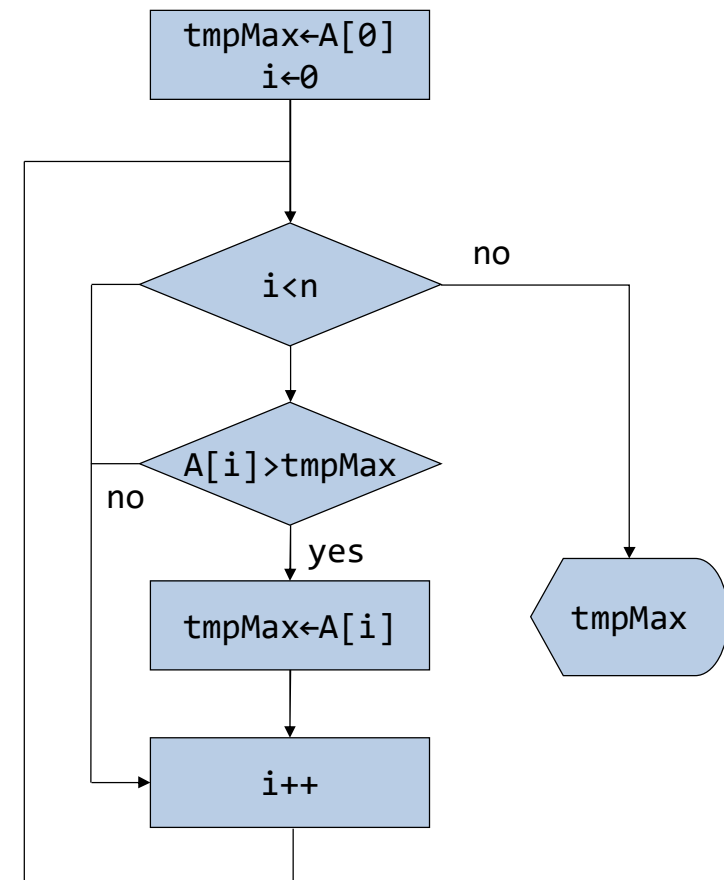 tmpMax←A[0]
i←0
no
i<n
A[i]>tmpMax
no
yes
tmpMax←A[i]
tmpMax
i++